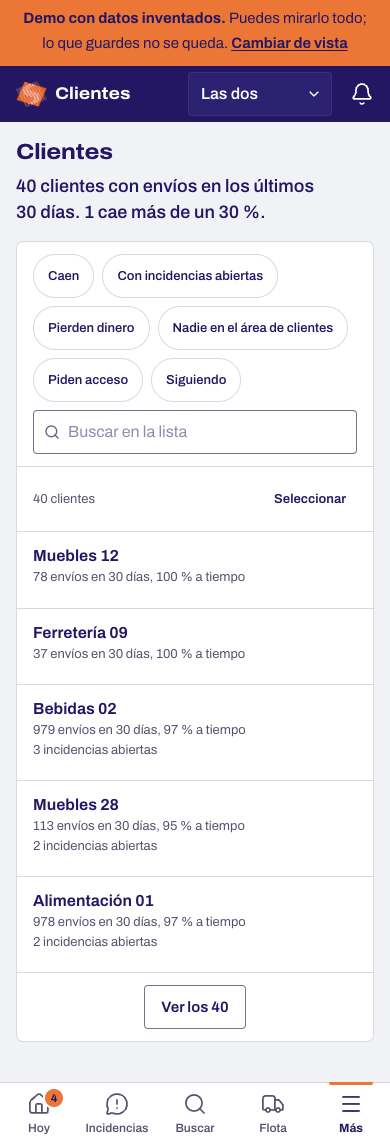 Demo con datos inventados. Puedes mirarlo todo;
lo que guardes no se queda. Cambiar de vista
Clientes
Las dos
Clientes
40 clientes con envíos en los últimos
30 días. 1 cae más de un 30 %.
Caen
Con incidencias abiertas
Pierden dinero
Nadie en el área de clientes
Piden acceso
Siguiendo
Buscar en la lista
40 clientes
Seleccionar
Muebles 12
78 envíos en 30 días, 100 % a tiempo
Ferretería 09
37 envíos en 30 días, 100 % a tiempo
Bebidas 02
979 envíos en 30 días, 97 % a tiempo
3 incidencias abiertas
Muebles 28
113 envíos en 30 días, 95 % a tiempo
2 incidencias abiertas
Alimentación 01
978 envíos en 30 días, 97 % a tiempo
2 incidencias abiertas
Ver los 40
4
Hoy
Incidencias
Buscar
Flota
Más